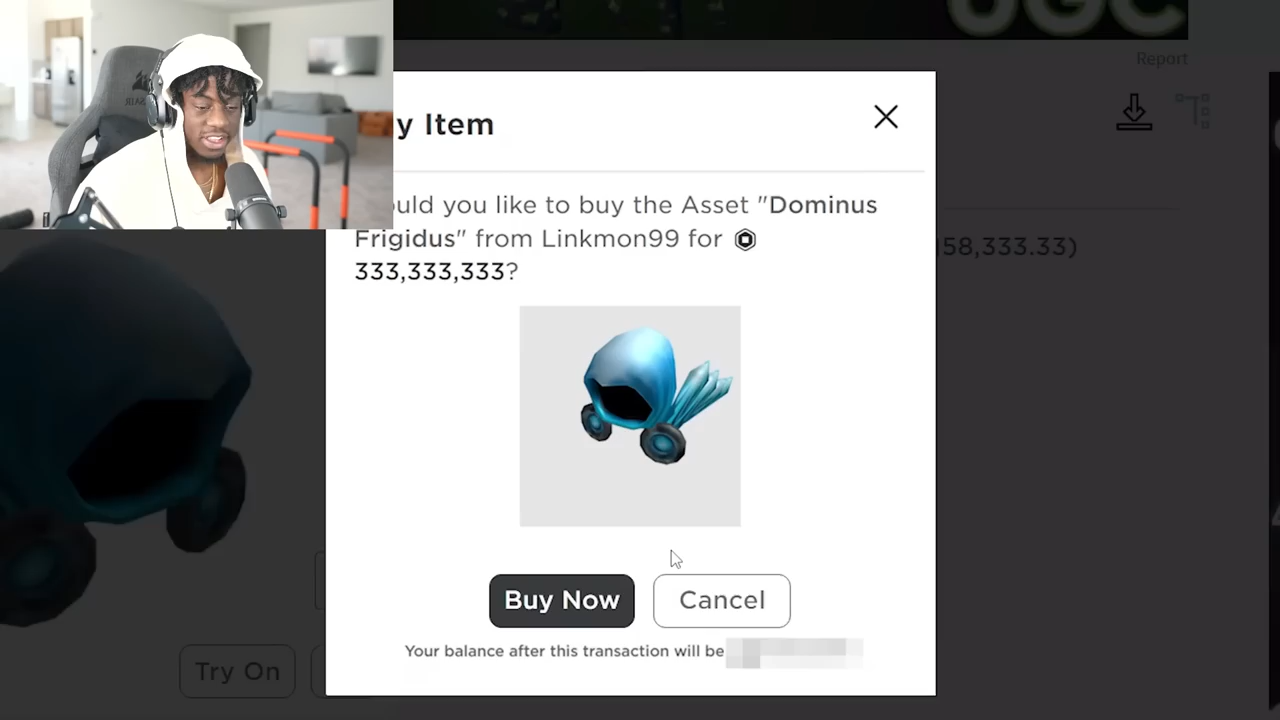 UGC
Report
y Item
ould you like to buy the Asset "Dominus
Frigidus" from Linkmon99 for
333,333,333?
58,333.33)
Buy Now
Cancel
Your balance after this transaction will be
Try On